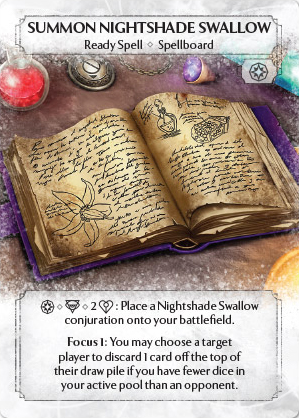 SUMMON NIGHTSHADE SWALLOW
Ready Spell ⬦ Spellboard
⬦ ⬦ 2 : Place a Nightshade Swallow
conjuration onto your battlefield.
Focus 1: You may choose a target
player to discard 1 card off the top of
their draw pile if you have fewer dice in
your active pool than an opponent.